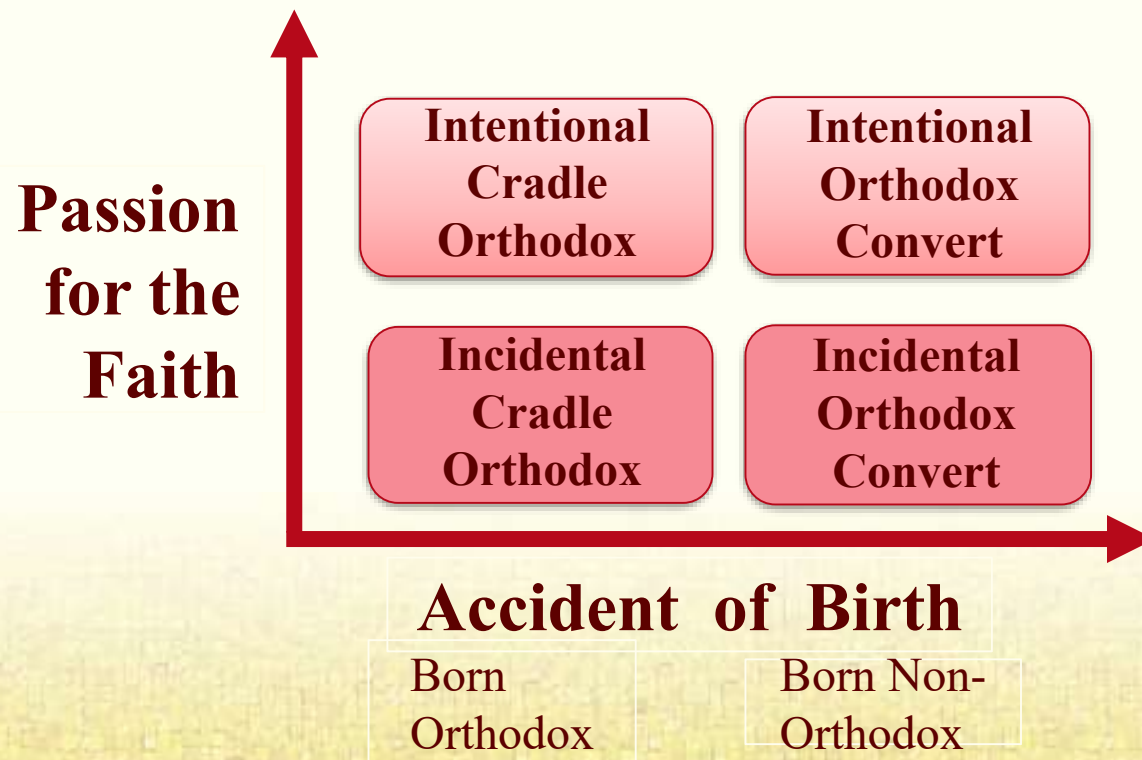 Passion
for the
Faith
Intentional
Cradle
Orthodox
Intentional
Orthodox
Convert
Incidental
Cradle
Orthodox
Incidental
Orthodox
Convert
Accident of Birth
Born
Orthodox
Born Non-
Orthodox